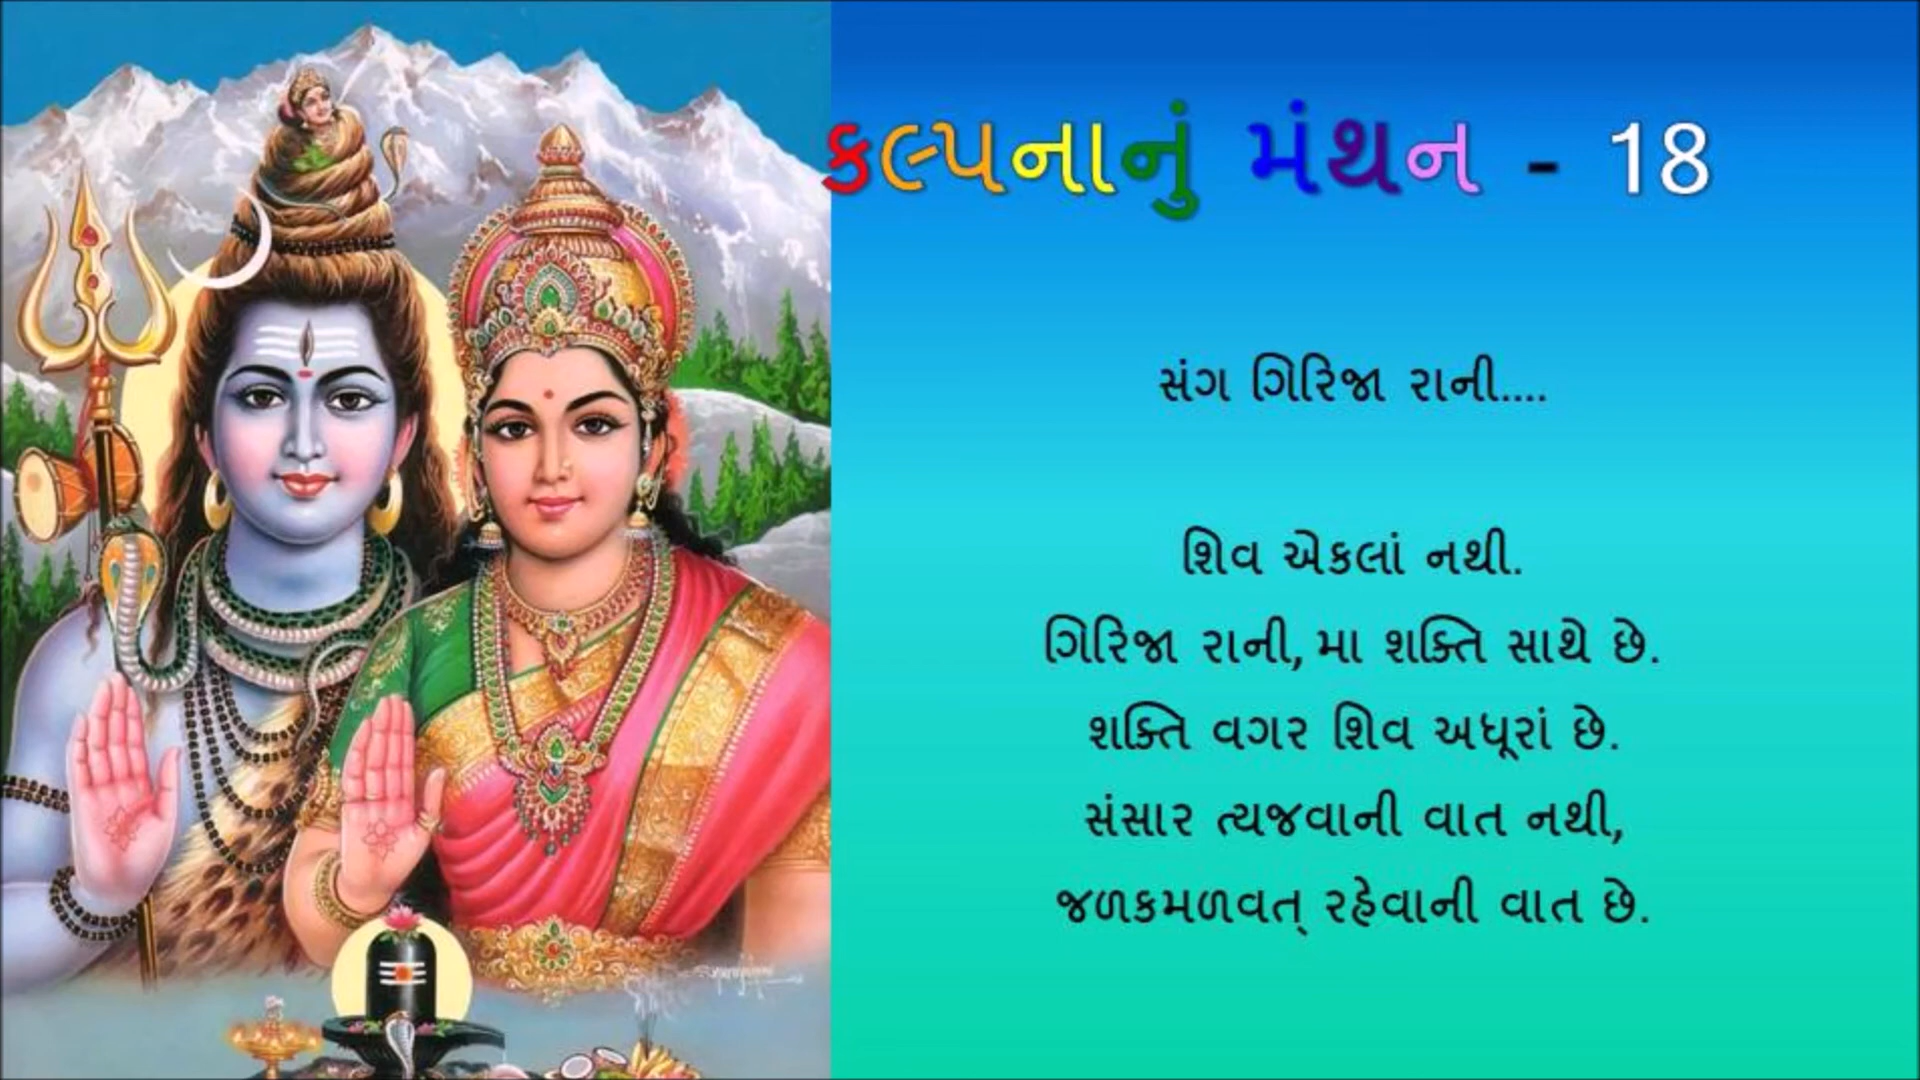 કલ્પનાનું મંથન - 18
સંગ ગિરિજા રાની....
શિવ એકલાં નથી.
ગિરિજા રાની, મા શક્તિ સાથે છે.
શક્તિ વગર શિવ અધૂરાં છે.
સંસાર ત્યજવાની વાત નથી,
જળકમળવત્ રહેવાની વાત છે.